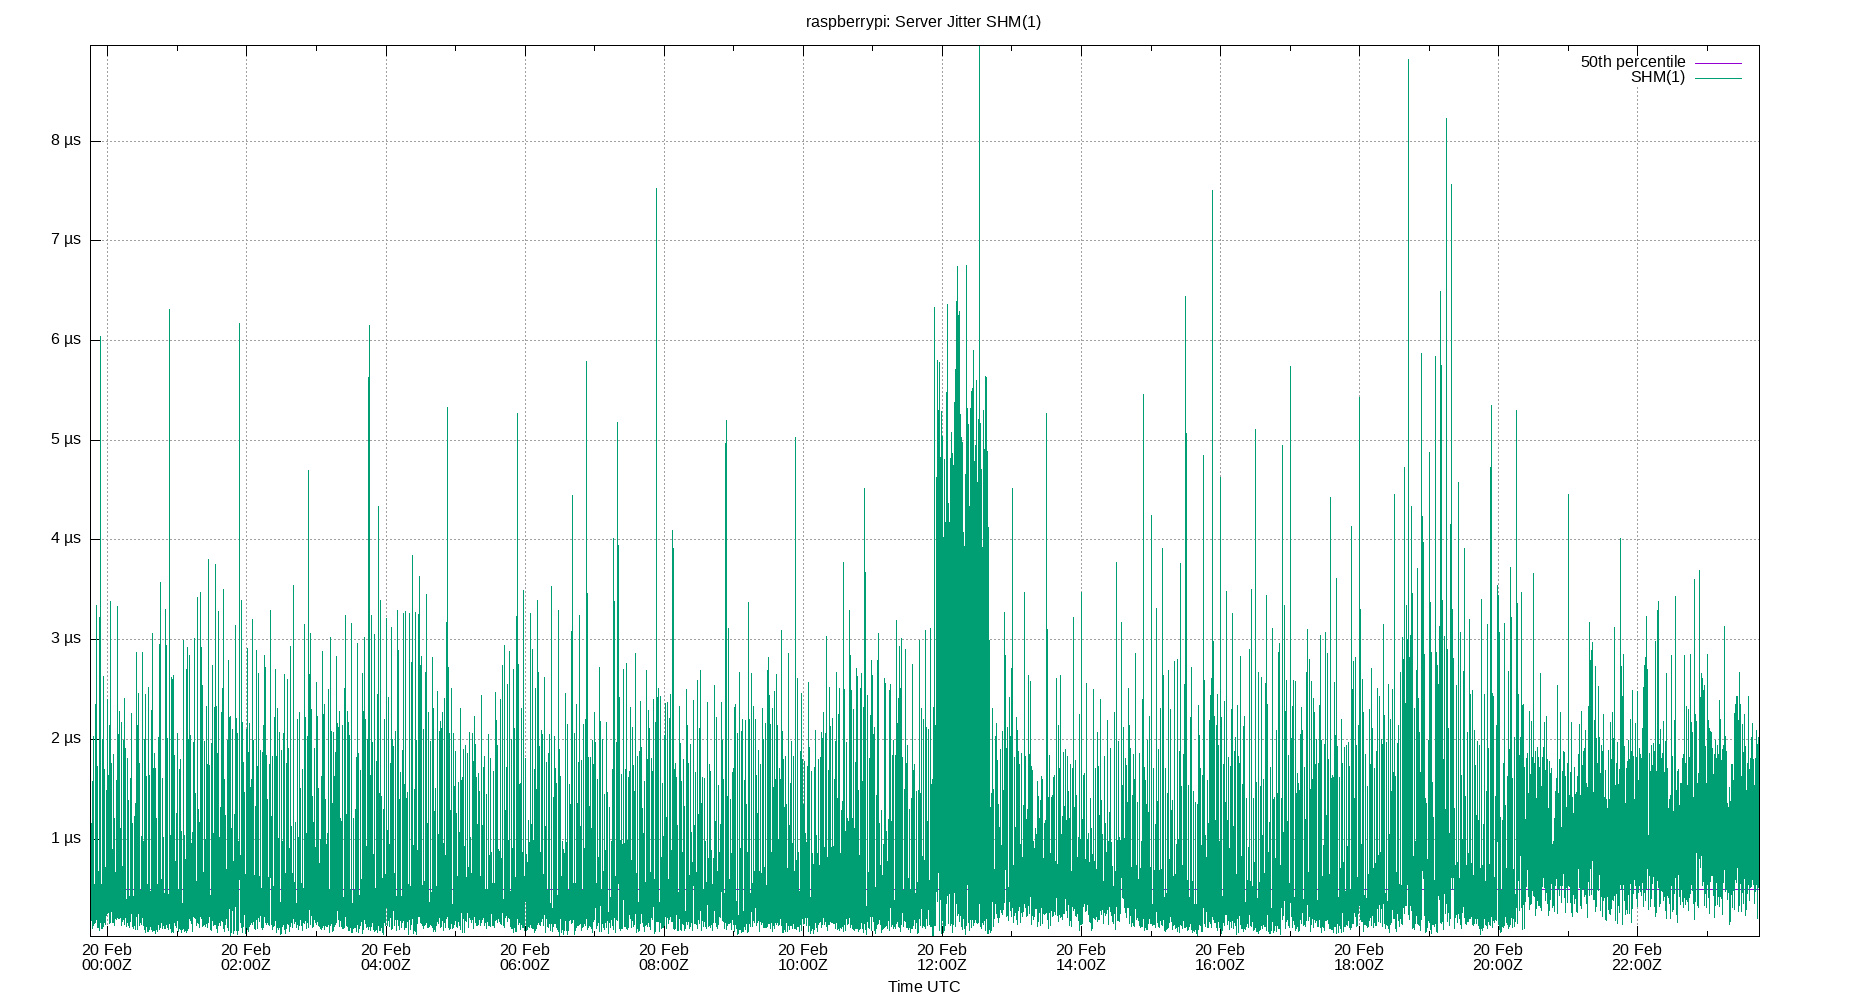 raspberrypi: Server Jitter SHM(1)
50th percentile
SHM(1)
8 µs
7 µs
6 µs
5 µs
4 µs
3 µs
2 µs
1 µs
20 Feb 20 Feb 20 Feb 20 Feb 20 Feb 20 Feb 20 Feb 20 Feb 20 Feb 20 Feb 20 Feb 20 Feb
00:00Z 02:00Z 04:00Z 06:00Z 08:00Z 10:00Z 12:00Z 14:00Z 16:00Z 18:00Z 20:00Z 22:00Z
Time UTC